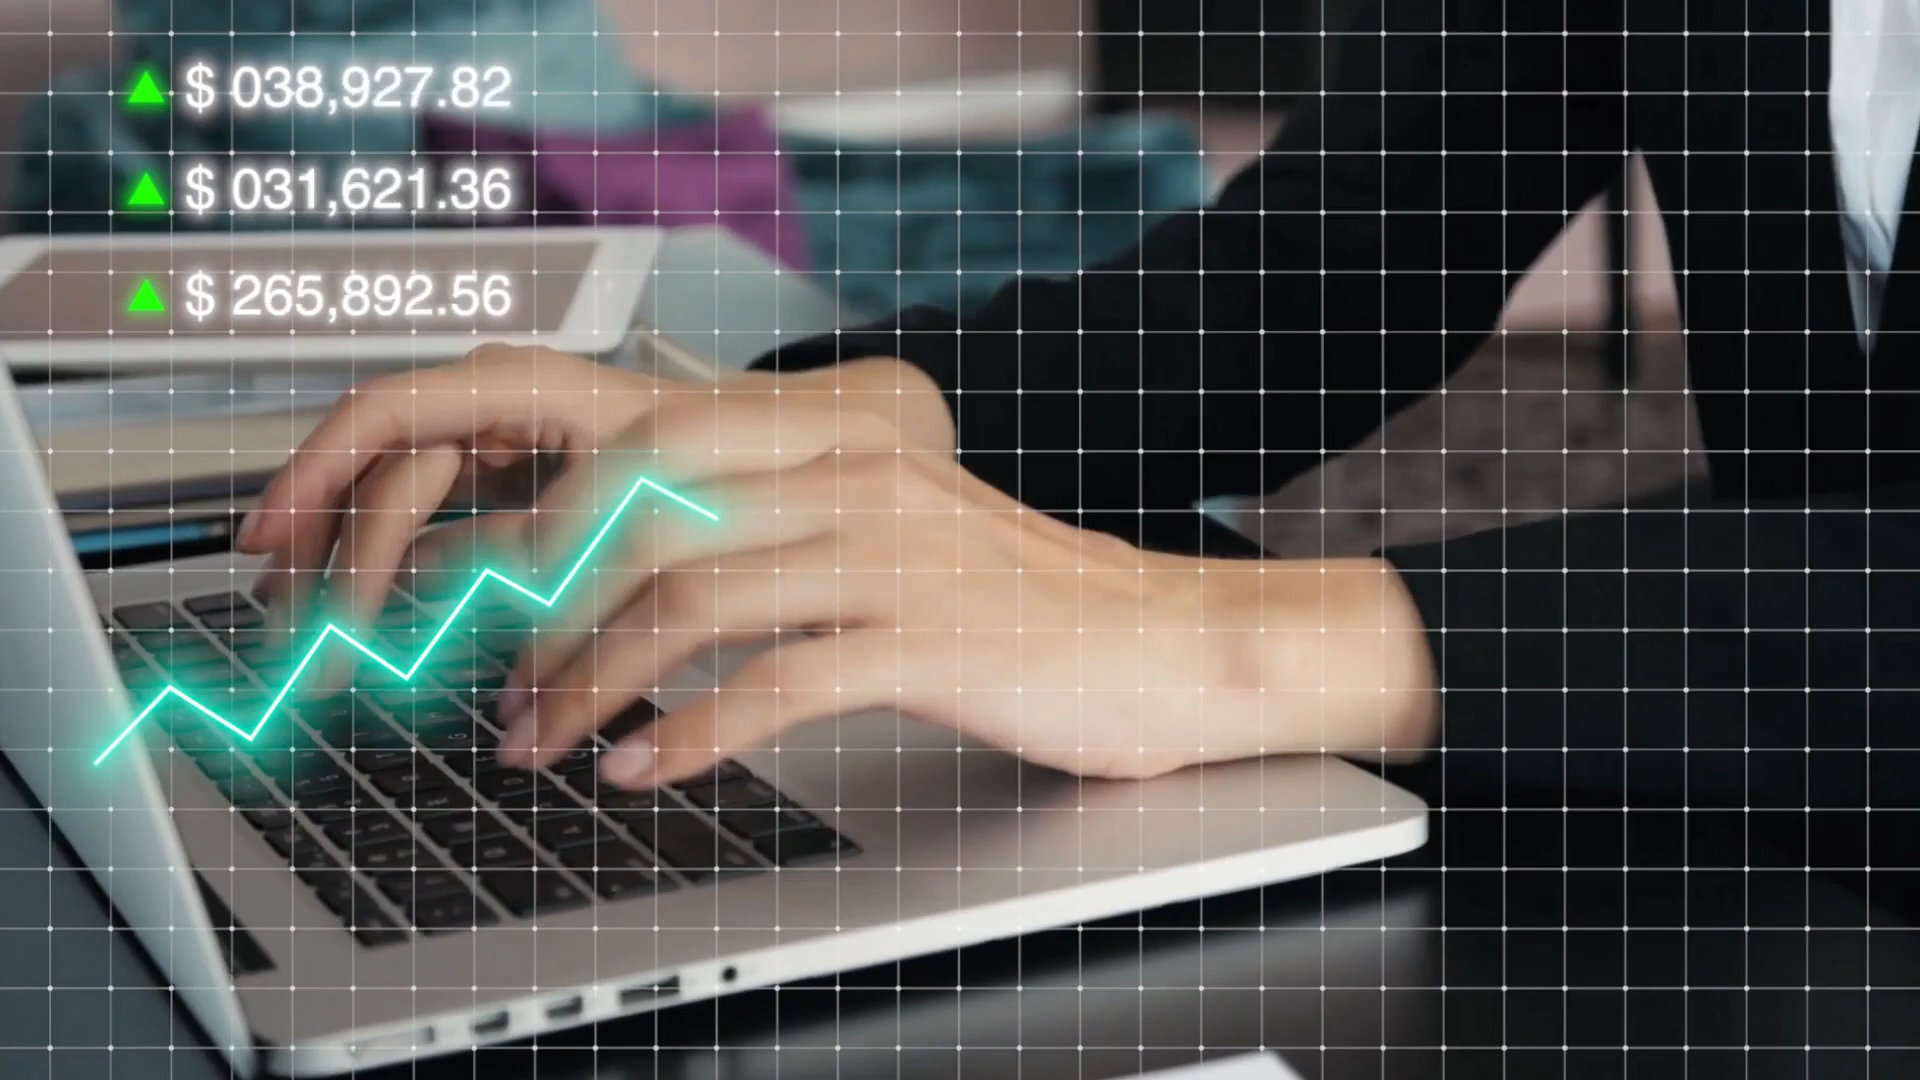 ▲ $ 038,927.82
▲ $ 031,621.36
▲ $ 265,892.56